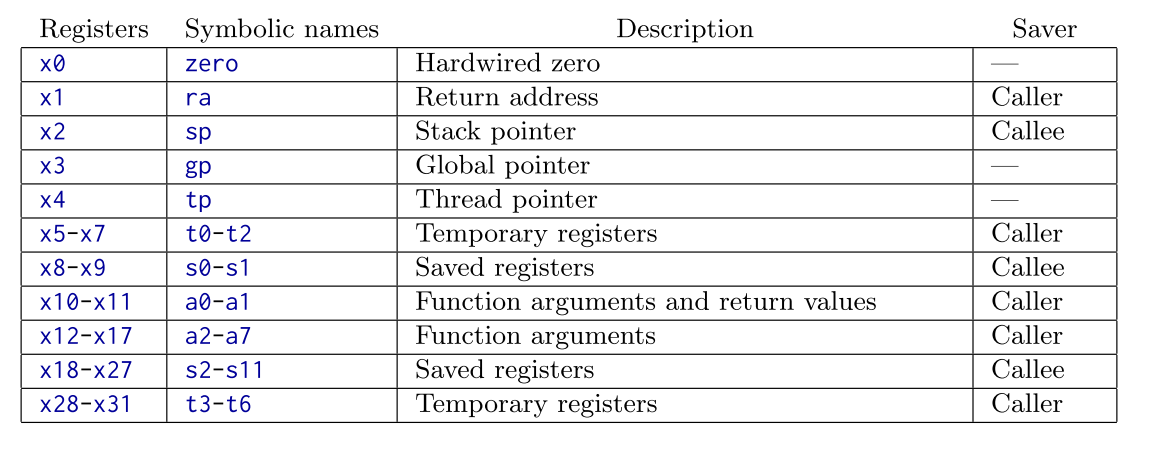 Registers Symbolic names Description Saver
x0 zero Hardwired zero —
x1 ra Return address Caller
x2 sp Stack pointer Callee
x3 gp Global pointer —
x4 tp Thread pointer —
x5-x7 t0-t2 Temporary registers Caller
x8-x9 s0-s1 Saved registers Callee
x10-x11 a0-a1 Function arguments and return values Caller
x12-x17 a2-a7 Function arguments Caller
x18-x27 s2-s11 Saved registers Callee
x28-x31 t3-t6 Temporary registers Caller